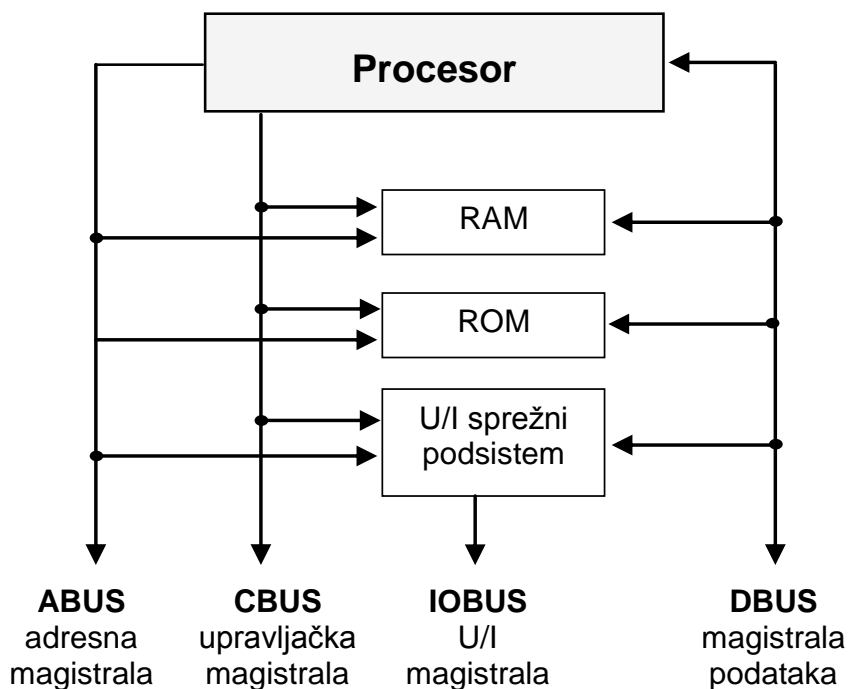 Procesor
RAM
ROM
U/I sprežni
podsistem
ABUS
adresna
magistrala
CBUS
upravljačka
magistrala
IOBUS
U/I
magistrala
DBUS
magistrala
podataka